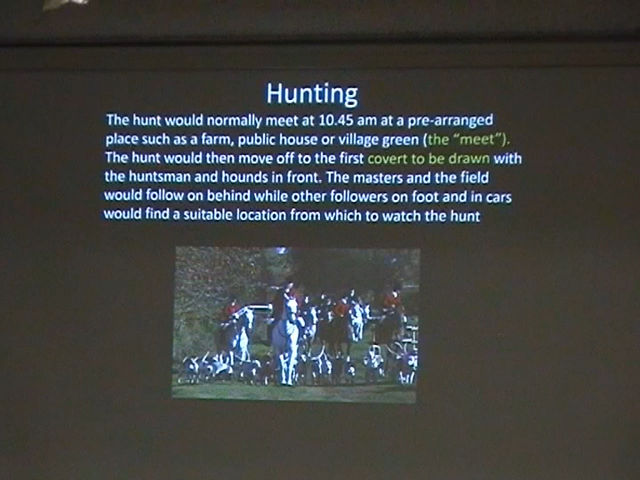 Hunting
The hunt would normally meet at 10.45 am at a pre-arranged
place such as a farm, public house or village green (the “meet”).
The hunt would then move off to the first covert to be drawn with
the huntsman and hounds in front. The masters and the field
would follow on behind while other followers on foot and in cars
would find a suitable location from which to watch the hunt